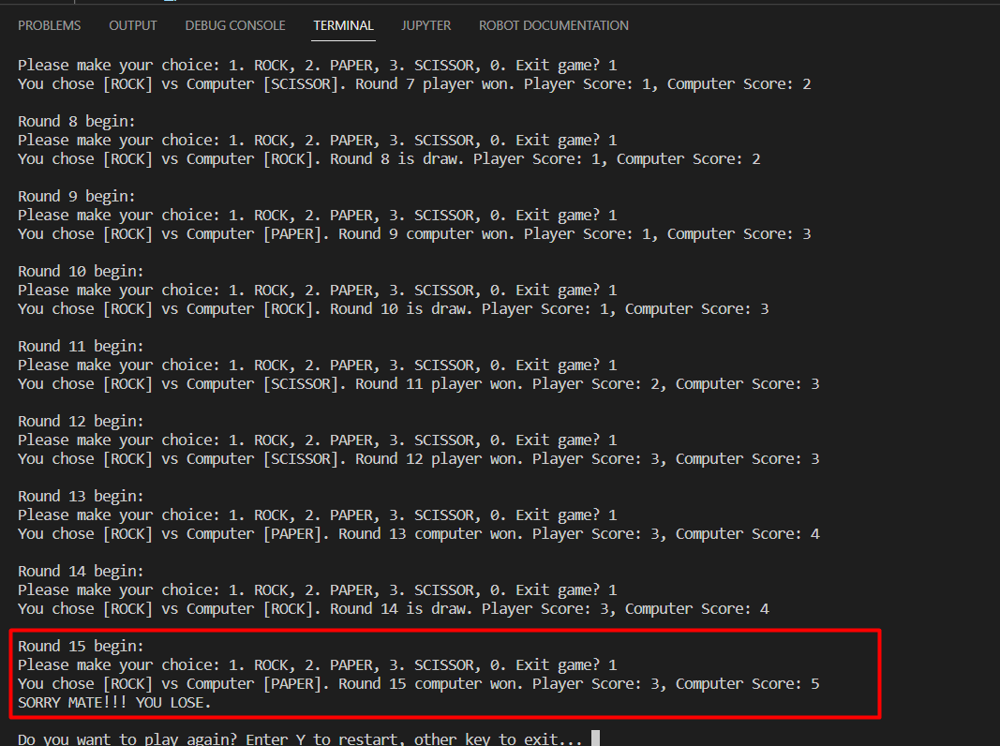 PROBLEMS OUTPUT DEBUG CONSOLE TERMINAL JUPYTER ROBOT DOCUMENTATION
Please make your choice: 1. ROCK, 2. PAPER, 3. SCISSOR, 0. Exit game? 1
You chose [ROCK] vs Computer [SCISSOR]. Round 7 player won. Player Score: 1, Computer Score: 2
Round 8 begin:
Please make your choice: 1. ROCK, 2. PAPER, 3. SCISSOR, 0. Exit game? 1
You chose [ROCK] vs Computer [ROCK]. Round 8 is draw. Player Score: 1, Computer Score: 2
Round 9 begin:
Please make your choice: 1. ROCK, 2. PAPER, 3. SCISSOR, 0. Exit game? 1
You chose [ROCK] vs Computer [PAPER]. Round 9 computer won. Player Score: 1, Computer Score: 3
Round 10 begin:
Please make your choice: 1. ROCK, 2. PAPER, 3. SCISSOR, 0. Exit game? 1
You chose [ROCK] vs Computer [ROCK]. Round 10 is draw. Player Score: 1, Computer Score: 3
Round 11 begin:
Please make your choice: 1. ROCK, 2. PAPER, 3. SCISSOR, 0. Exit game? 1
You chose [ROCK] vs Computer [SCISSOR]. Round 11 player won. Player Score: 2, Computer Score: 3
Round 12 begin:
Please make your choice: 1. ROCK, 2. PAPER, 3. SCISSOR, 0. Exit game? 1
You chose [ROCK] vs Computer [SCISSOR]. Round 12 player won. Player Score: 3, Computer Score: 3
Round 13 begin:
Please make your choice: 1. ROCK, 2. PAPER, 3. SCISSOR, 0. Exit game? 1
You chose [ROCK] vs Computer [PAPER]. Round 13 computer won. Player Score: 3, Computer Score: 4
Round 14 begin:
Please make your choice: 1. ROCK, 2. PAPER, 3. SCISSOR, 0. Exit game? 1
You chose [ROCK] vs Computer [ROCK]. Round 14 is draw. Player Score: 3, Computer Score: 4
Round 15 begin:
Please make your choice: 1. ROCK, 2. PAPER, 3. SCISSOR, 0. Exit game? 1
You chose [ROCK] vs Computer [PAPER]. Round 15 computer won. Player Score: 3, Computer Score: 5
SORRY MATE!!! YOU LOSE.
Do you want to play again? Enter Y to restart, other key to exit...